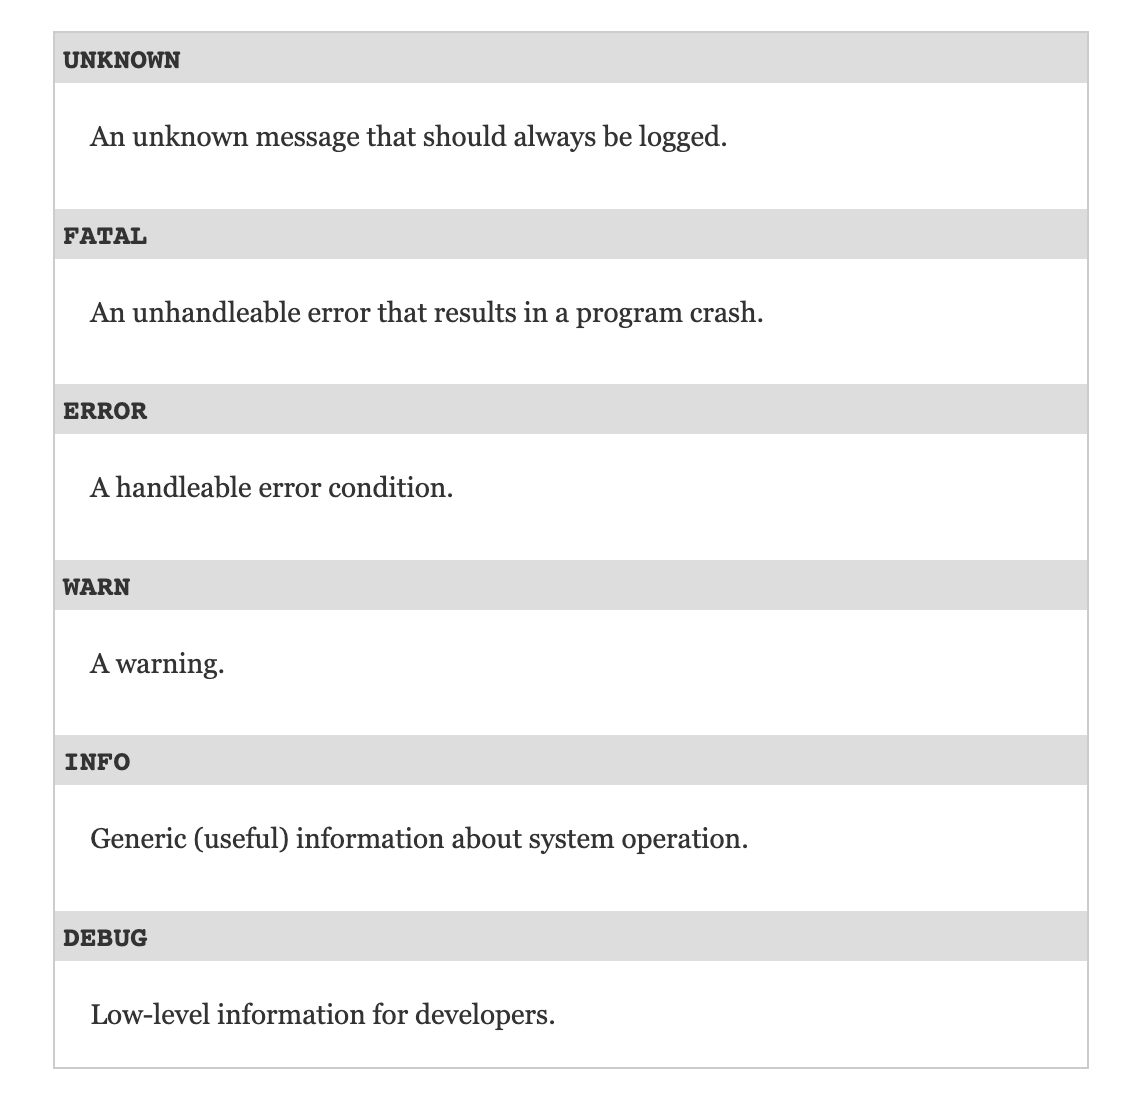 UNKNOWN
An unknown message that should always be logged.
FATAL
An unhandleable error that results in a program crash.
ERROR
A handleable error condition.
WARN
A warning.
INFO
Generic (useful) information about system operation.
DEBUG
Low-level information for developers.